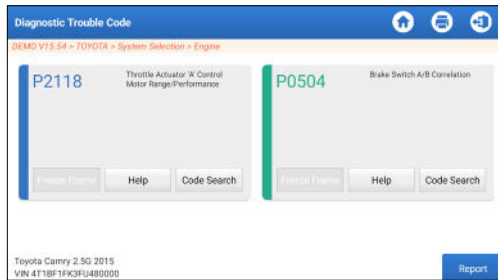 Diagnostic Trouble Code
DEMO V15.54 > TOYOTA > System Selection > Engine
P2118
Throttle Actuator 'A' Control
Motor Range/Performance
Freeze Frame
Help
Code Search
P0504
Brake Switch A/B Correlation
Freeze Frame
Help
Code Search
Toyota Camry 2.5G 2015
VIN 4T1BF1FK3FU480000
Report